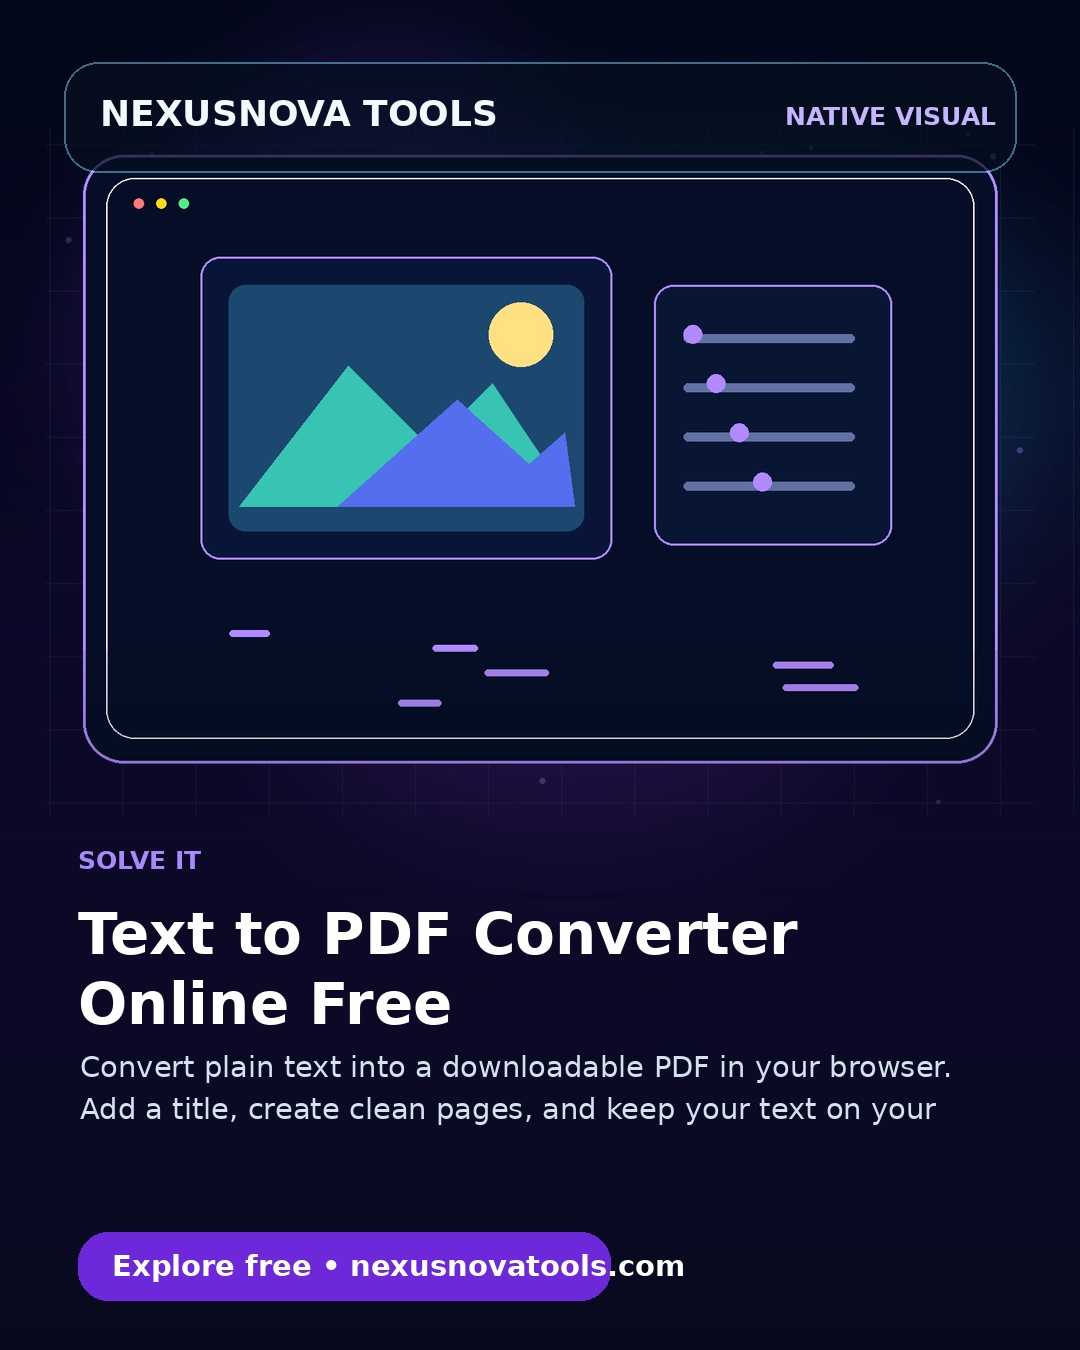 NEXUSNOVA TOOLS
NATIVE VISUAL
SOLVE IT
Text to PDF Converter
Online Free
Convert plain text into a downloadable PDF in your browser.
Add a title, create clean pages, and keep your text on your
Explore free • nexusnovatools.com